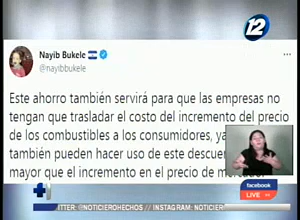 12
Nayib Bukele
@nayibbukele
Este ahorro también servirá para que las empresas no
tengan que trasladar el costo del incremento del precio
de los combustibles a los consumidores, ya
también pueden hacer uso de este descue
mayor que el incremento en el precio de
facebook
LIVE
TWITTER: @NOTICIEROHECHOS // INSTAGRAM: NOTICIEROHECH